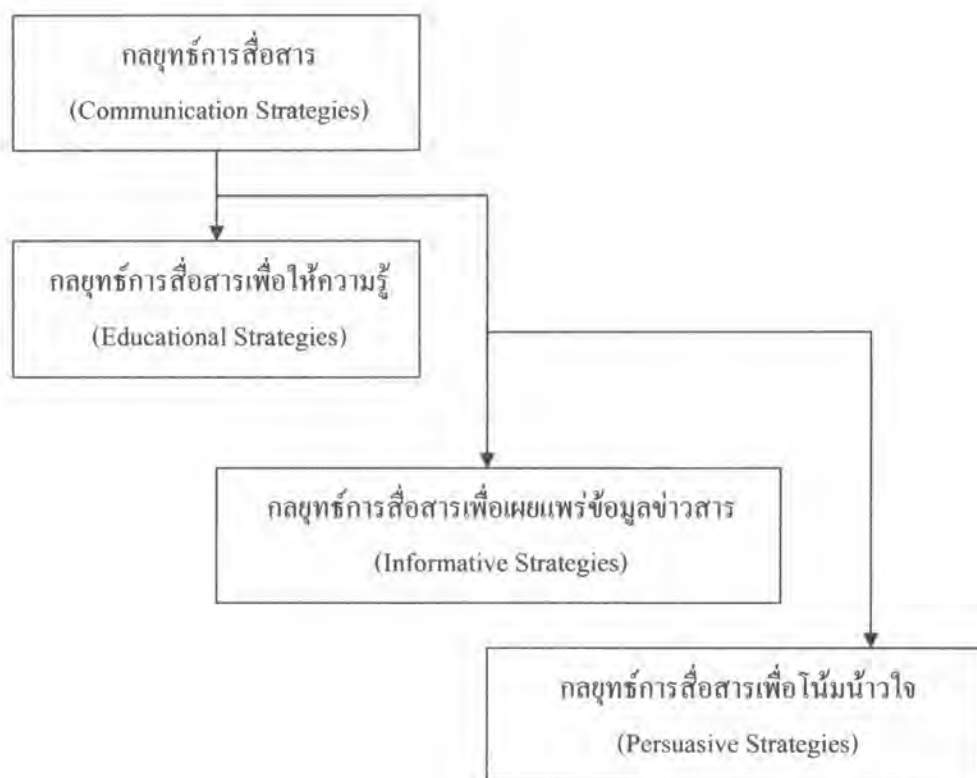 กลยุทธ์การสื่อสาร
(Communication Strategies)
กลยุทธ์การสื่อสารเพื่อให้ความรู้
(Educational Strategies)
กลยุทธ์การสื่อสารเพื่อเผยแพร่ข้อมูลข่าวสาร
(Informative Strategies)
กลยุทธ์การสื่อสารเพื่อโน้มน้าวใจ
(Persuasive Strategies)